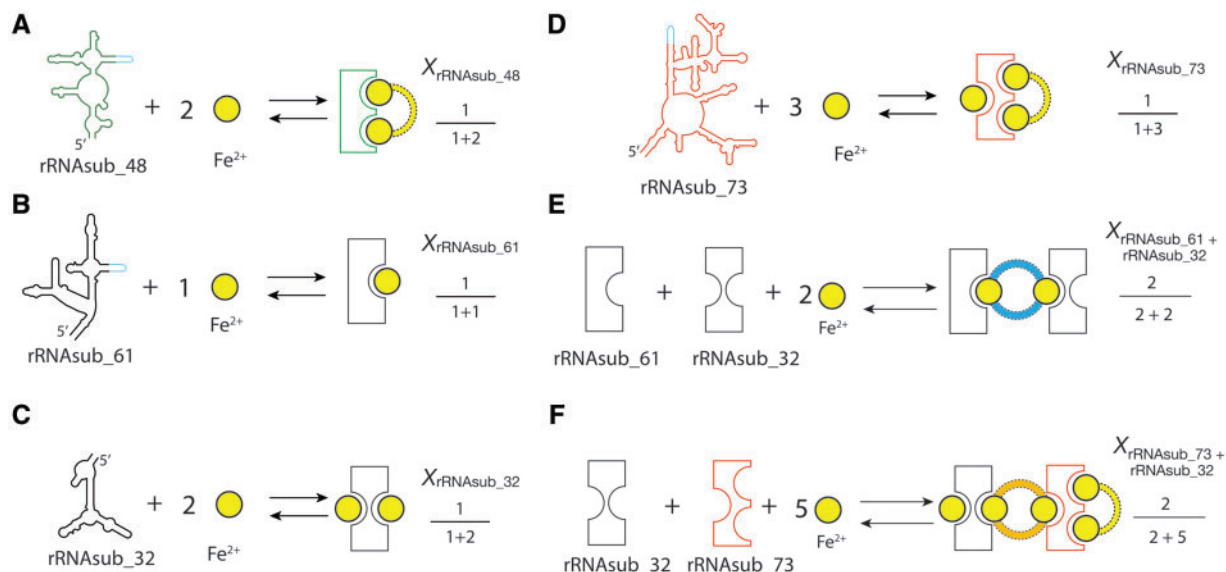 A
rRNAsub_48
5′
+ 2
Fe²⁺
XrRNAsub_48
1
1+2
B
rRNAsub_61
5′
+ 1
Fe²⁺
XrRNAsub_61
1
1+1
C
5′
rRNAsub_32
+ 2
Fe²⁺
XrRNAsub_32
1
1+2
D
5′
rRNAsub_73
+ 3
Fe²⁺
XrRNAsub_73
1
1+3
E
rRNAsub_61
+
rRNAsub_32
+ 2
Fe²⁺
XrRNAsub_61 +
rRNAsub_32
2
2 + 2
F
rRNAsub_32
+
rRNAsub_73
+ 5
Fe²⁺
XrRNAsub_73 +
rRNAsub_32
2
2 + 5